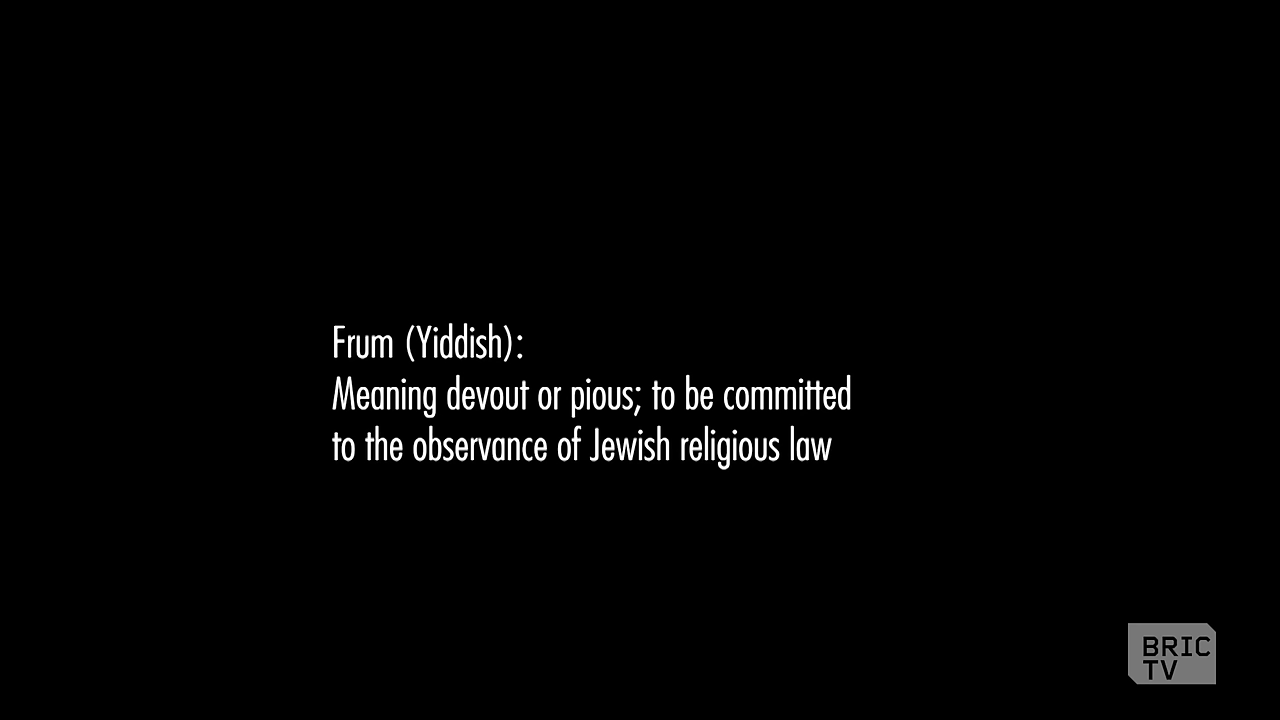 Frum (Yiddish):
Meaning devout or pious; to be committed
to the observance of Jewish religious law
BRIC
TV